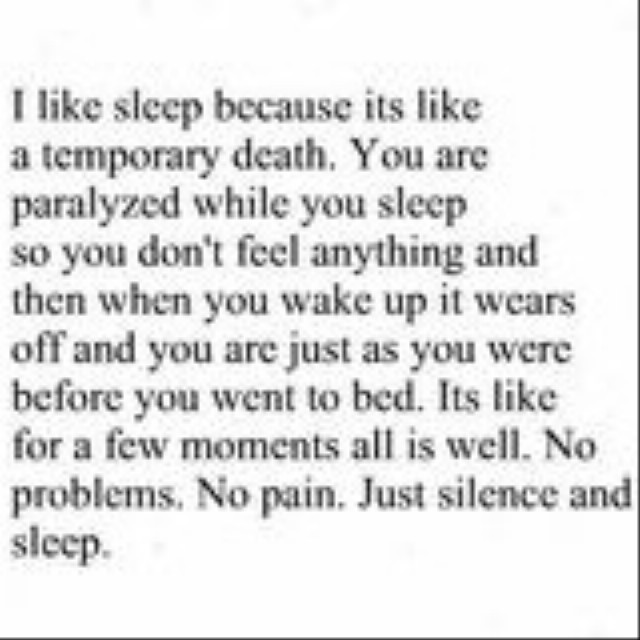 I like sleep because its like
a temporary death. You are
paralyzed while you sleep
so you don't feel anything and
then when you wake up it wears
off and you are just as you were
before you went to bed. Its like
for a few moments all is well. No
problems. No pain. Just silence and
sleep.